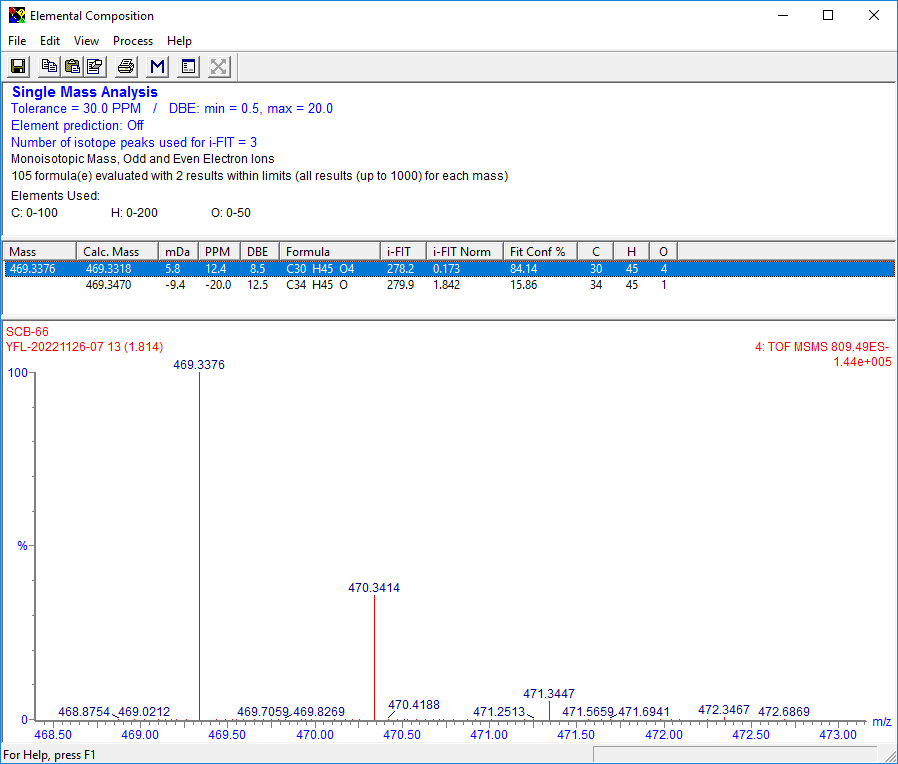 Elemental Composition
File Edit View Process Help
M
Single Mass Analysis
Tolerance = 30.0 PPM / DBE: min = 0.5, max = 20.0
Element prediction: Off
Number of isotope peaks used for i-FIT = 3
Monoisotopic Mass, Odd and Even Electron Ions
105 formula(e) evaluated with 2 results within limits (all results (up to 1000) for each mass)
Elements Used:
C: 0-100 H: 0-200 O: 0-50
Mass Calc. Mass mDa PPM DBE Formula i-FIT i-FIT Norm Fit Conf % C H O
469.3376 469.3318 5.8 12.4 8.5 C30 H45 O4 278.2 0.173 84.14 30 45 4
469.3470 -9.4 -20.0 12.5 C34 H45 O 279.9 1.842 15.86 34 45 1
SCB-66
YFL-20221126-07 13 (1.814) 4: TOF MSMS 809.49ES-
1.44e+005
469.3376
100
%
470.3414
471.3447
468.8754 469.0212 469.7059 469.8269 470.4188 471.2513 471.5659 471.6941 472.3467 472.6869
0
m/z
468.50 469.00 469.50 470.00 470.50 471.00 471.50 472.00 472.50 473.00
For Help, press F1